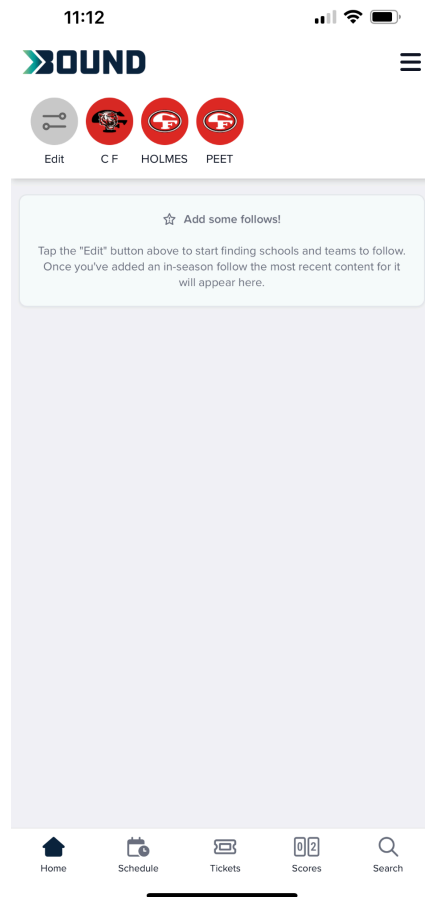 11:12
BOUND
Edit
C F
HOLMES
PEET
Add some follows!
Tap the "Edit" button above to start finding schools and teams to follow.
Once you've added an in-season follow the most recent content for it
will appear here.
0 2
Home
Schedule
Tickets
Scores
Search